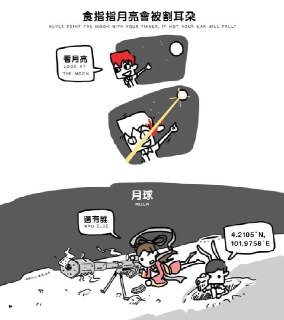 食指指月亮會被割耳朵
NEVER POINT THE MOON WITH YOUR FINGER, IF NOT YOUR EAR WILL FALL!
看月亮
LOOK AT
THE MOON
月球
MOON
還有誰
WHO ELSE
4.2105°N,
101.9758°E